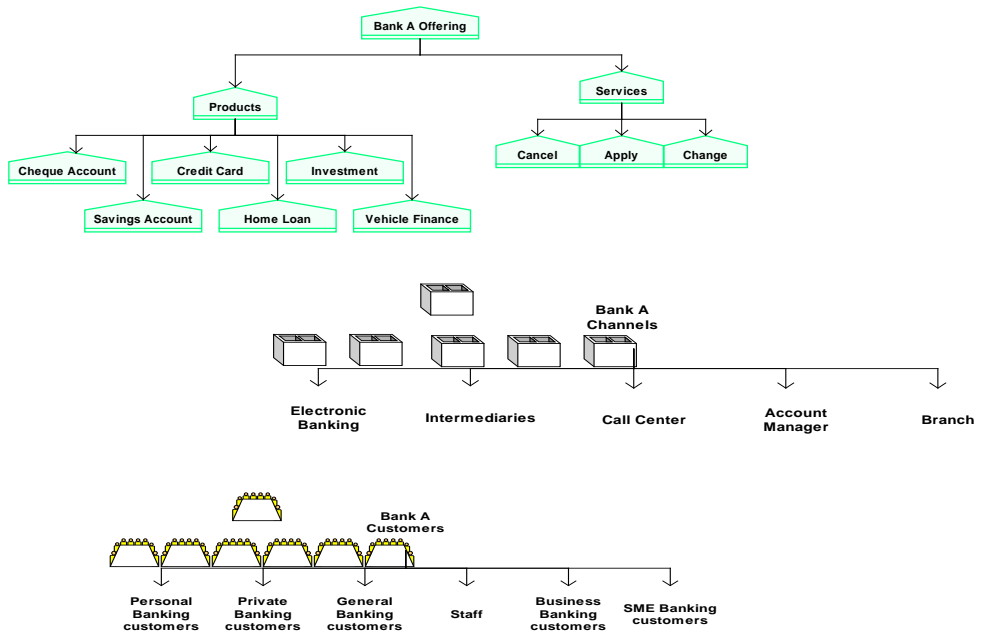 Bank A Offering
Products
Services
Cheque Account
Credit Card
Investment
Cancel
Apply
Change
Savings Account
Home Loan
Vehicle Finance
Bank A
Channels
Electronic
Banking
Intermediaries
Call Center
Account
Manager
Branch
Bank A
Customers
Personal
Banking
customers
Private
Banking
customers
General
Banking
customers
Staff
Business
Banking
customers
SME Banking
customers